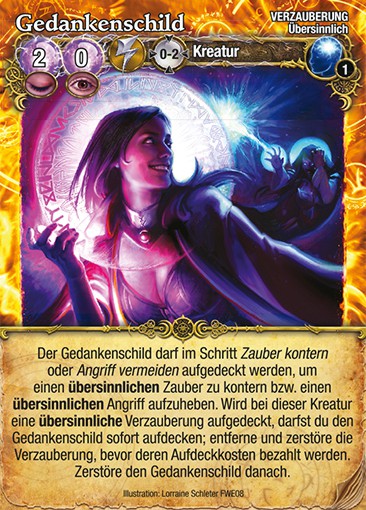 Gedankenschild
VERZAUBERUNG
Übersinnlich
2 0 0-2 Kreatur
1
Der Gedankenschild darf im Schritt Zauber kontern
oder Angriff vermeiden aufgedeckt werden, um
einen übersinnlichen Zauber zu kontern bzw. einen
übersinnlichen Angriff aufzuheben. Wird bei dieser Kreatur
eine übersinnliche Verzauberung aufgedeckt, darfst du den
Gedankenschild sofort aufdecken; entferne und zerstöre die
Verzauberung, bevor deren Aufdeckkosten bezahlt werden.
Zerstöre den Gedankenschild danach.
Illustration: Lorraine Schleter FWE08